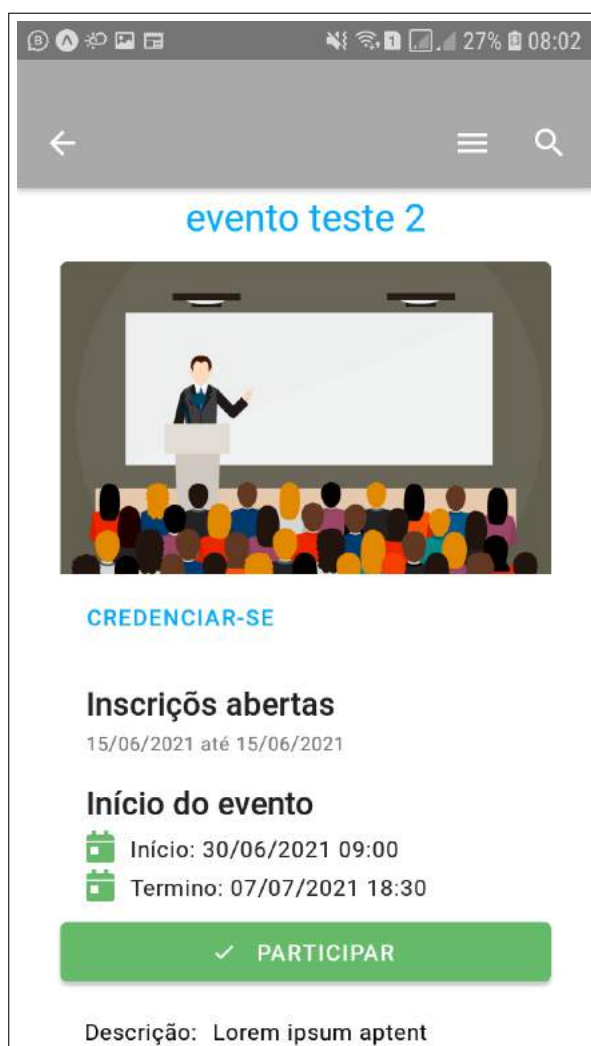 27% 08:02
evento teste 2
CREDENCIAR-SE
Inscriçõs abertas
15/06/2021 até 15/06/2021
Início do evento
Início: 30/06/2021 09:00
Termino: 07/07/2021 18:30
PARTICIPAR
Descrição: Lorem ipsum aptent